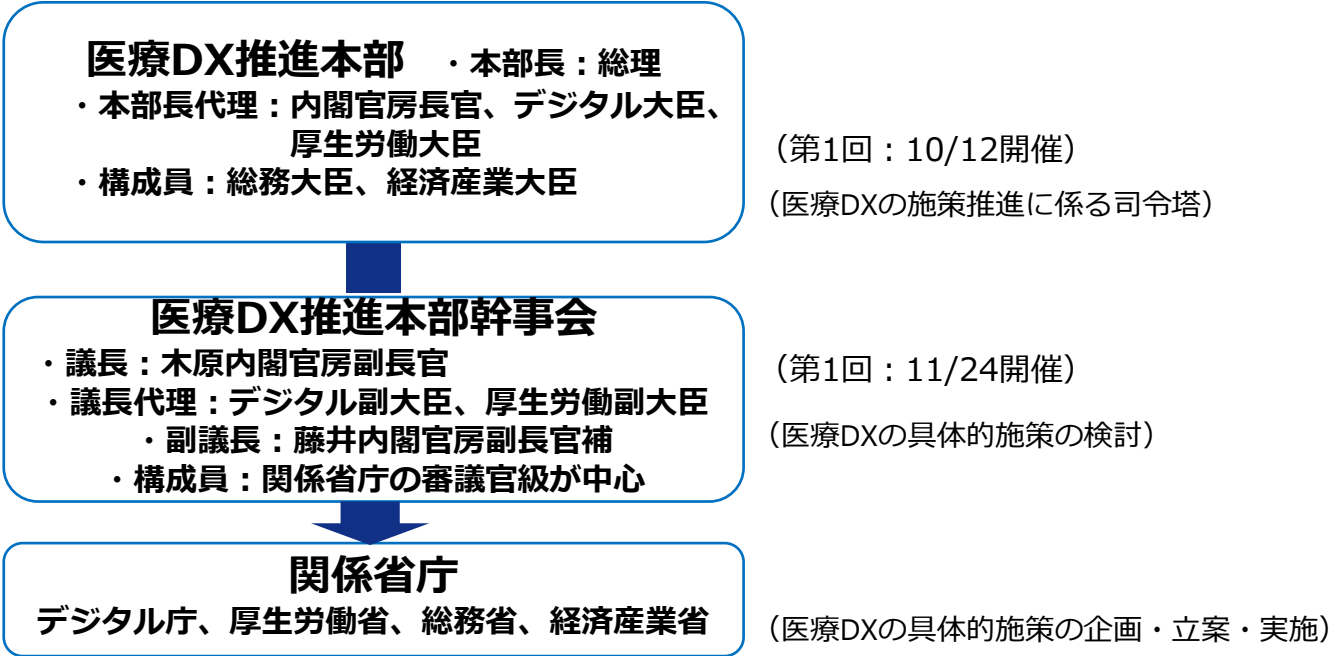 医療DX推進本部 ・本部長：総理
・本部長代理：内閣官房長官、デジタル大臣、
厚生労働大臣
・構成員：総務大臣、経済産業大臣
（第1回：10/12開催）
（医療DXの施策推進に係る司令塔）
医療DX推進本部幹事会
・議長：木原内閣官房副長官
・議長代理：デジタル副大臣、厚生労働副大臣
・副議長：藤井内閣官房副長官補
・構成員：関係省庁の審議官級が中心
（第1回：11/24開催）
（医療DXの具体的施策の検討）
関係省庁
デジタル庁、厚生労働省、総務省、経済産業省
（医療DXの具体的施策の企画・立案・実施）